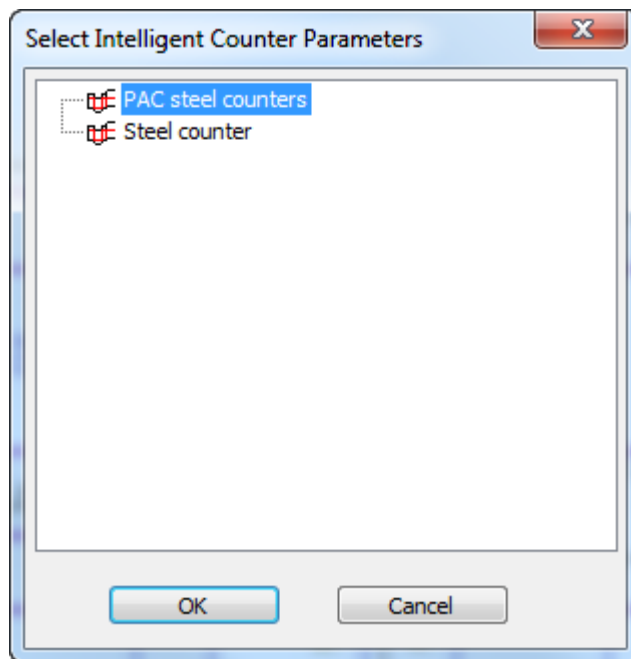 Select Intelligent Counter Parameters
PAC steel counters
Steel counter
OK
Cancel